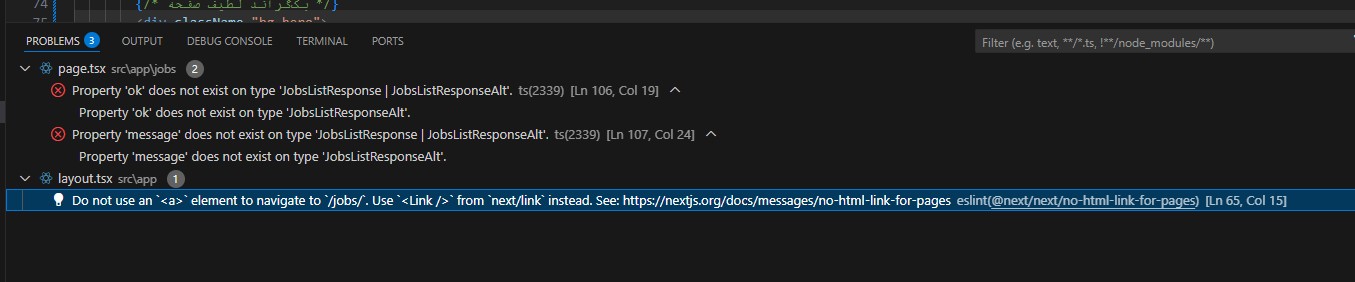 74 {/* بکگراند لطیف صفحه */}
75 <div className="bg-hero">
PROBLEMS 3 OUTPUT DEBUG CONSOLE TERMINAL PORTS Filter (e.g. text, **/*.ts, !**/node_modules/**)
page.tsx src\app\jobs 2
Property 'ok' does not exist on type 'JobsListResponse | JobsListResponseAlt'. ts(2339) [Ln 106, Col 19]
Property 'ok' does not exist on type 'JobsListResponseAlt'.
Property 'message' does not exist on type 'JobsListResponse | JobsListResponseAlt'. ts(2339) [Ln 107, Col 24]
Property 'message' does not exist on type 'JobsListResponseAlt'.
layout.tsx src\app 1
Do not use an `<a>` element to navigate to `/jobs/`. Use `<Link />` from `next/link` instead. See: https://nextjs.org/docs/messages/no-html-link-for-pages eslint(@next/next/no-html-link-for-pages) [Ln 65, Col 15]